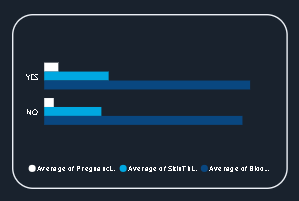 YES
NO
Average of Pregnanci... Average of SkinThi... Average of Bloo...